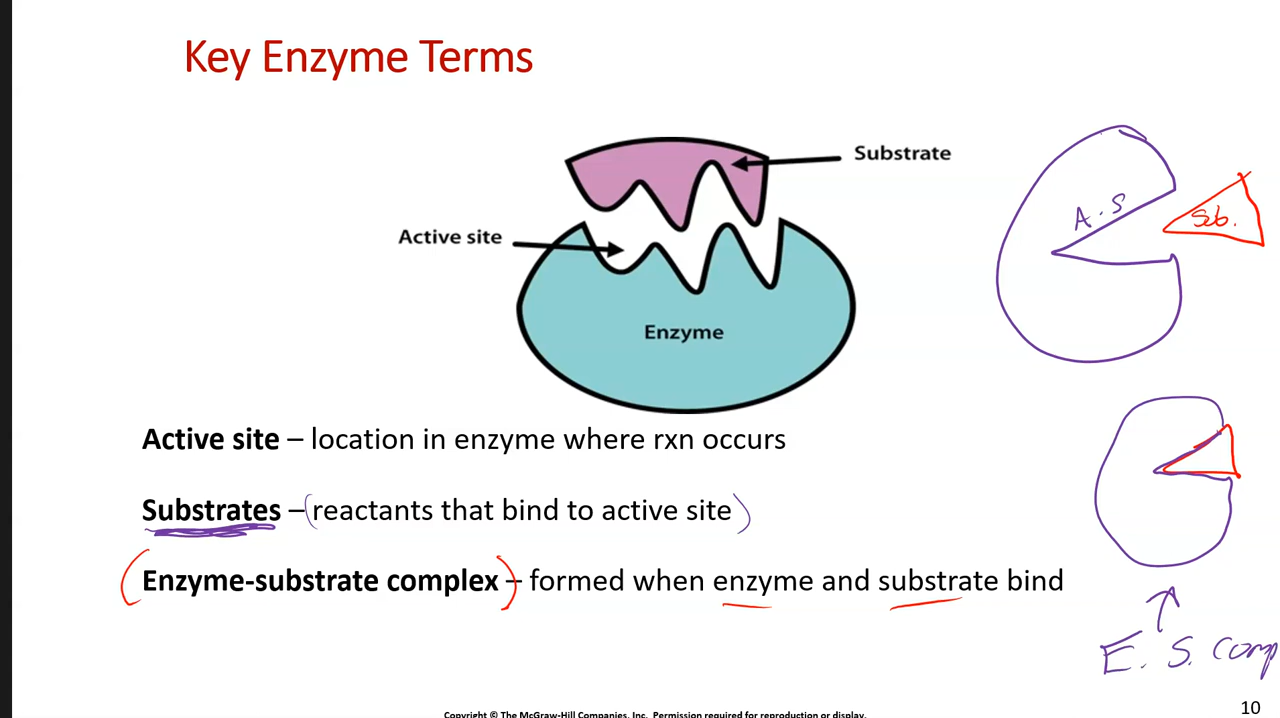 Key Enzyme Terms
Substrate
Active site
Enzyme
A.S
Sub.
Active site – location in enzyme where rxn occurs
Substrates – (reactants that bind to active site)
(Enzyme-substrate complex) – formed when enzyme and substrate bind
E. S. Comp
Copyright © The McGraw-Hill Companies, Inc. Permission required for reproduction or display.
10